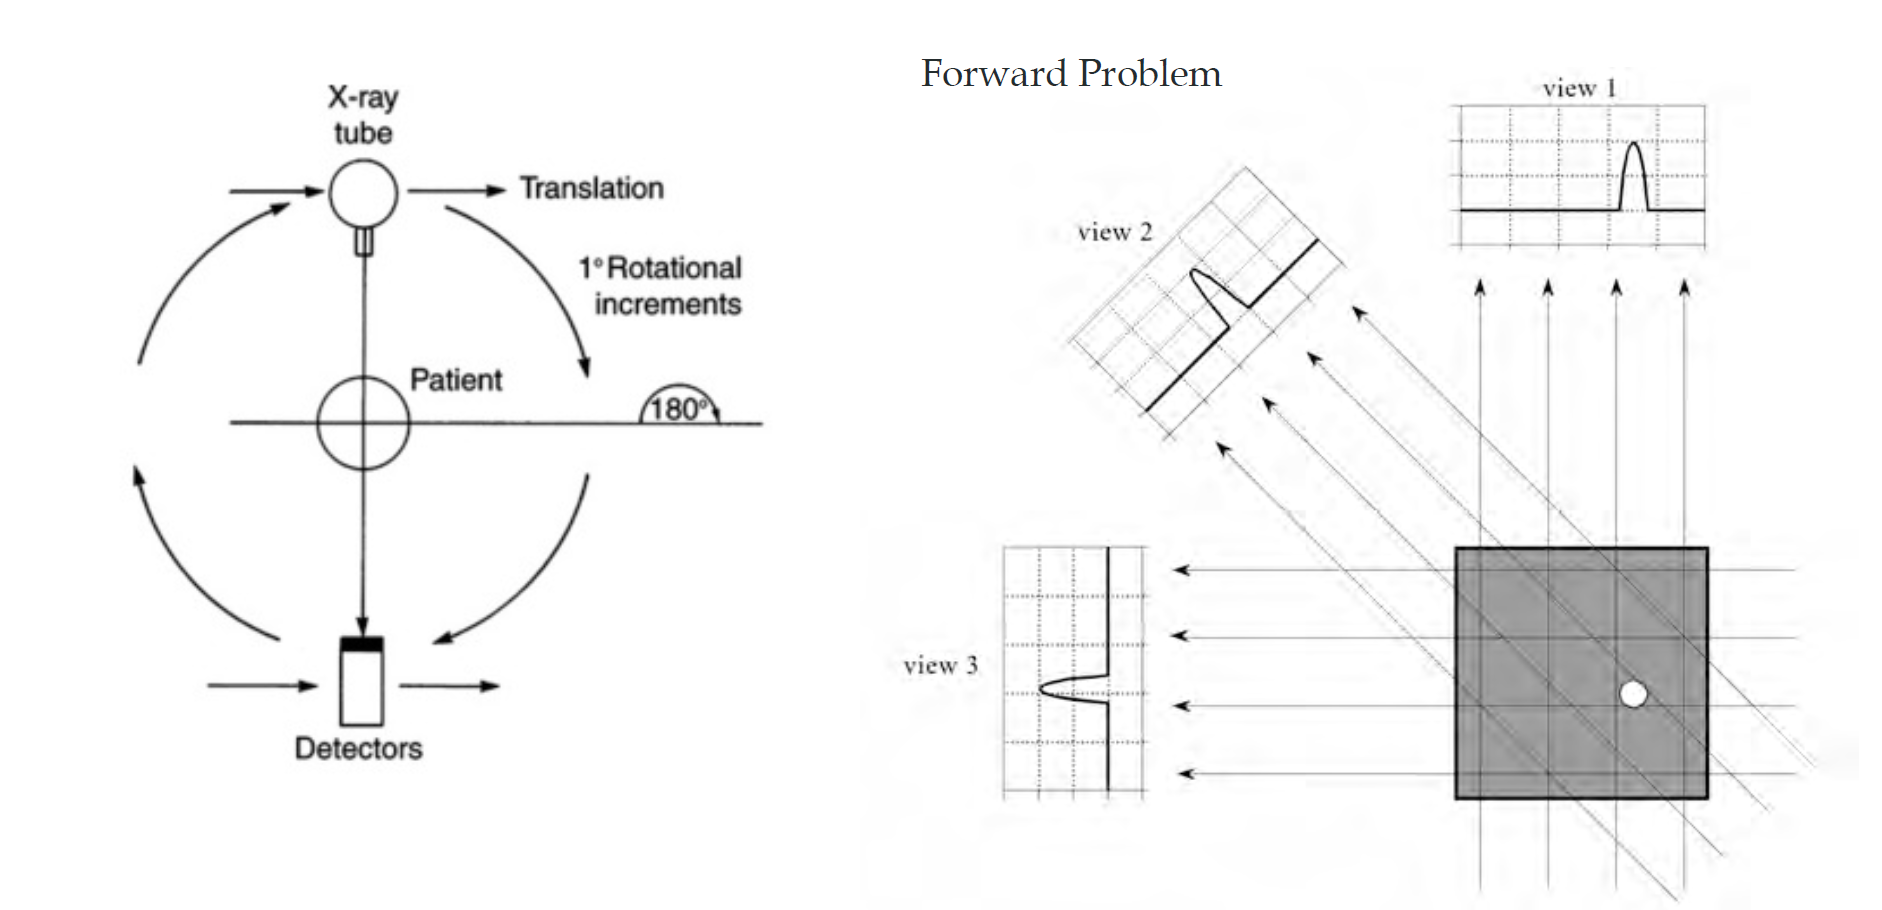 X-ray
tube
Translation
1° Rotational
increments
Patient
180°
Detectors
Forward Problem
view 1
view 2
view 3